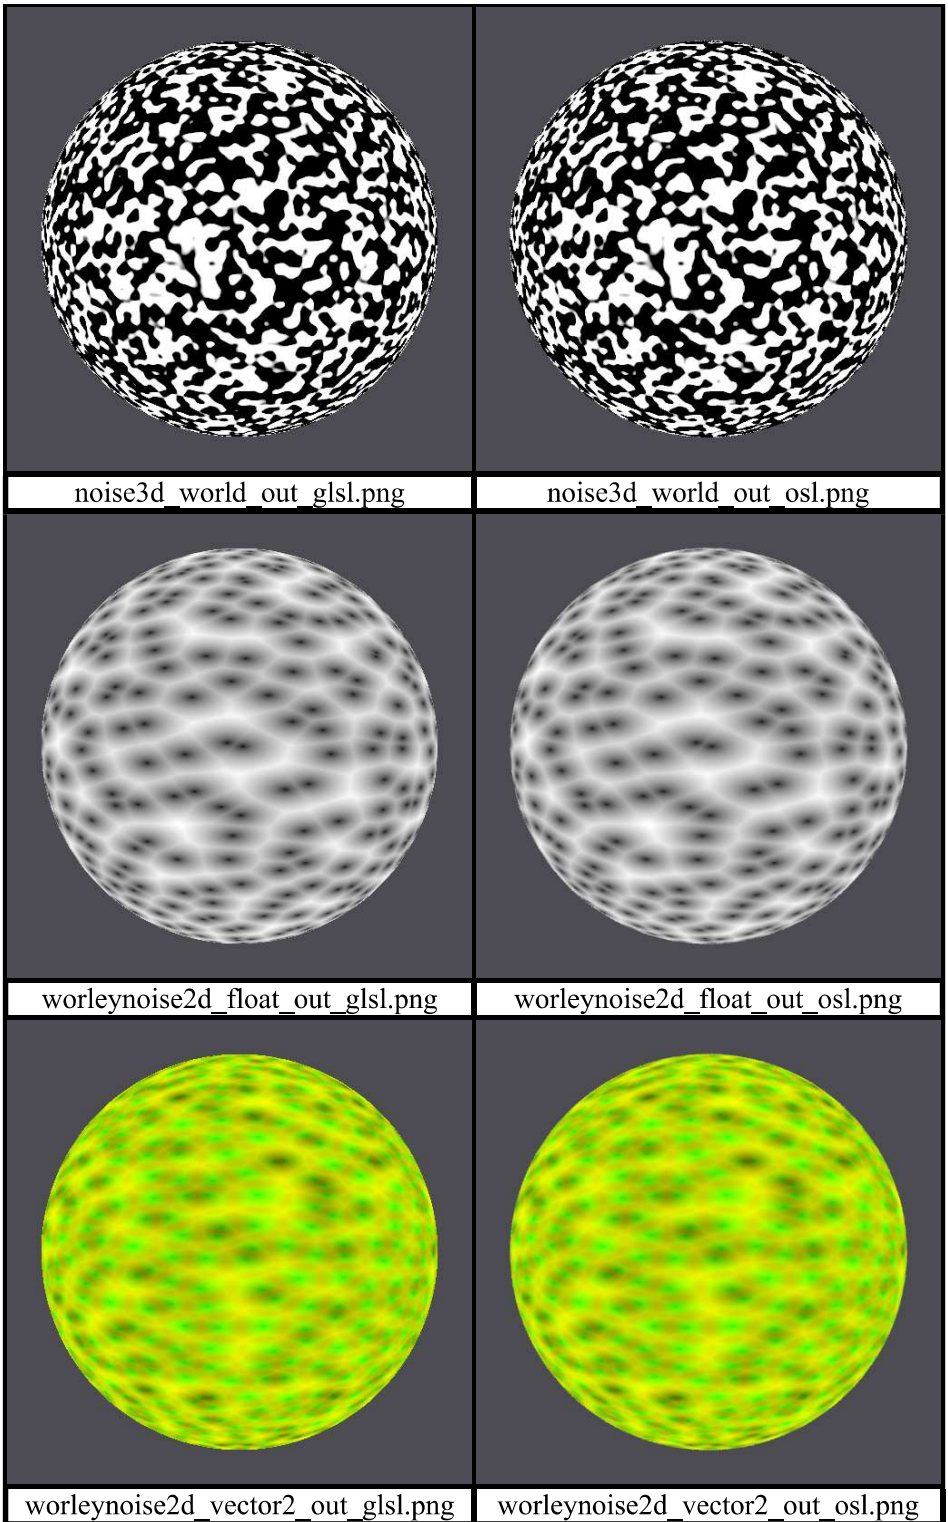 noise3d_world_out_glsl.png
noise3d_world_out_osl.png
worleynoise2d_float_out_glsl.png
worleynoise2d_float_out_osl.png
worleynoise2d_vector2_out_glsl.png
worleynoise2d_vector2_out_osl.png